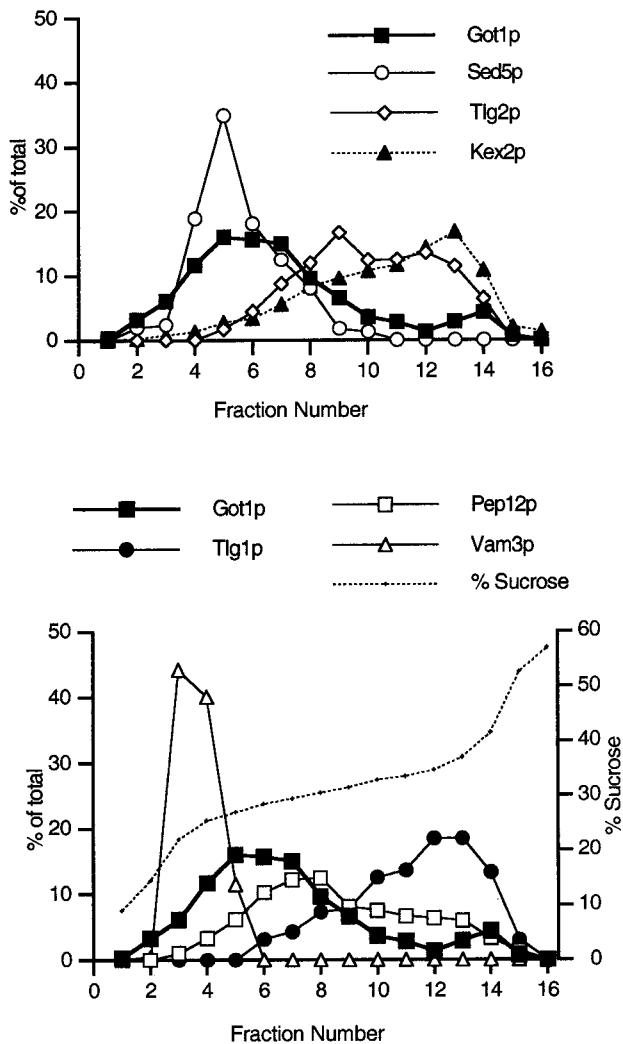 50
40
30
20
10
0
%of total
Got1p
Sed5p
Tlg2p
Kex2p
0 2 4 6 8 10 12 14 16
Fraction Number
Got1p
Tlg1p
Pep12p
Vam3p
% Sucrose
50
40
30
20
10
0
% of total
60
50
40
30
20
10
0
% Sucrose
0 2 4 6 8 10 12 14 16
Fraction Number